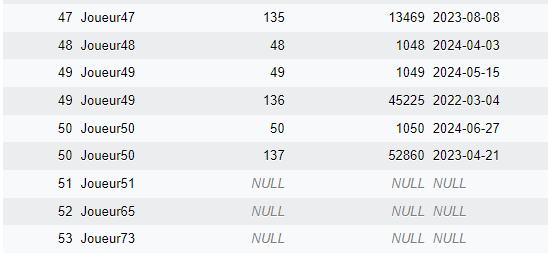 47 Joueur47 135 13469 2023-08-08
48 Joueur48 48 1048 2024-04-03
49 Joueur49 49 1049 2024-05-15
49 Joueur49 136 45225 2022-03-04
50 Joueur50 50 1050 2024-06-27
50 Joueur50 137 52860 2023-04-21
51 Joueur51 NULL NULL NULL
52 Joueur65 NULL NULL NULL
53 Joueur73 NULL NULL NULL